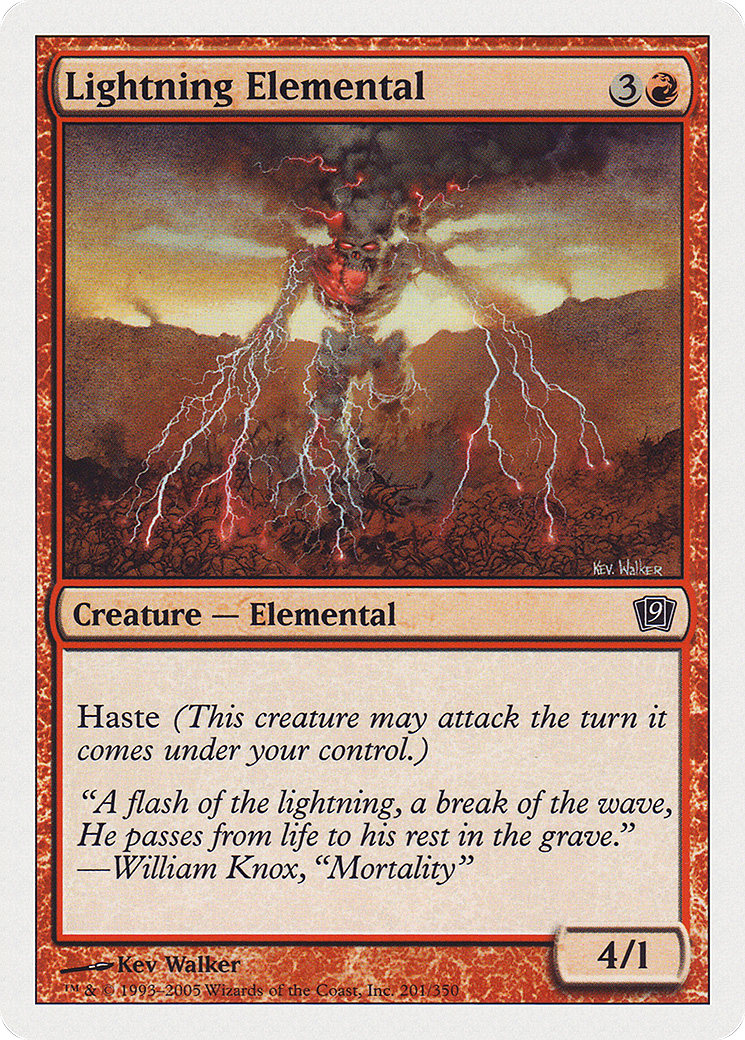 Lightning Elemental 3
KEV. WALKER
Creature — Elemental 9
Haste (This creature may attack the turn it
comes under your control.)
“A flash of the lightning, a break of the wave,
He passes from life to his rest in the grave.”
—William Knox, “Mortality”
4/1
Kev Walker
™ & © 1993–2005 Wizards of the Coast, Inc. 201/350